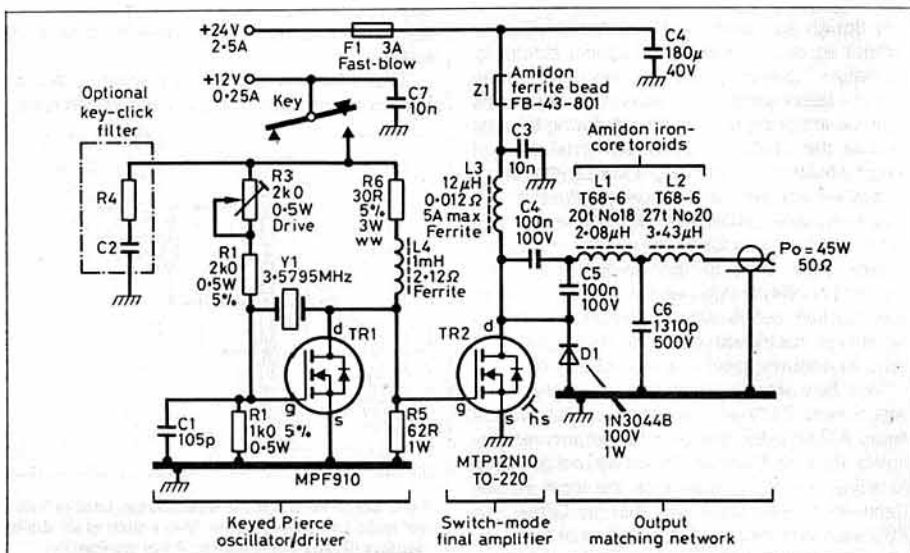 +24V
2·5A
F1 3A
Fast-blow
+12V
0·25A
Key
C7
10n
Z1
Amidon
ferrite bead
FB-43-801
C4
180μ
40V
Optional
key-click
filter
R4
C2
R3
2k0
0·5W
Drive
R1
2k0
0·5W
5%
Y1
3·5795MHz
R6
30R
5%
3W
ww
L4
1mH
2·12Ω
Ferrite
C3
10n
L3
12μH
0·012Ω
5A max
Ferrite
C4
100n
100V
Amidon iron-
core toroids
L1
T68-6
20t No18
2·08μH
L2
T68-6
27t No20
3·43μH
Po=45W
50Ω
C5
100n
100V
C6
1310p
500V
D1
1N3044B
100V
1W
TR1
d
g
s
TR2
d
g
s
hs
C1
105p
R1
1k0
0·5W
5%
R5
62R
1W
MPF910
MTP12N10
TO-220
Keyed Pierce
oscillator/driver
Switch-mode
final amplifier
Output
matching network